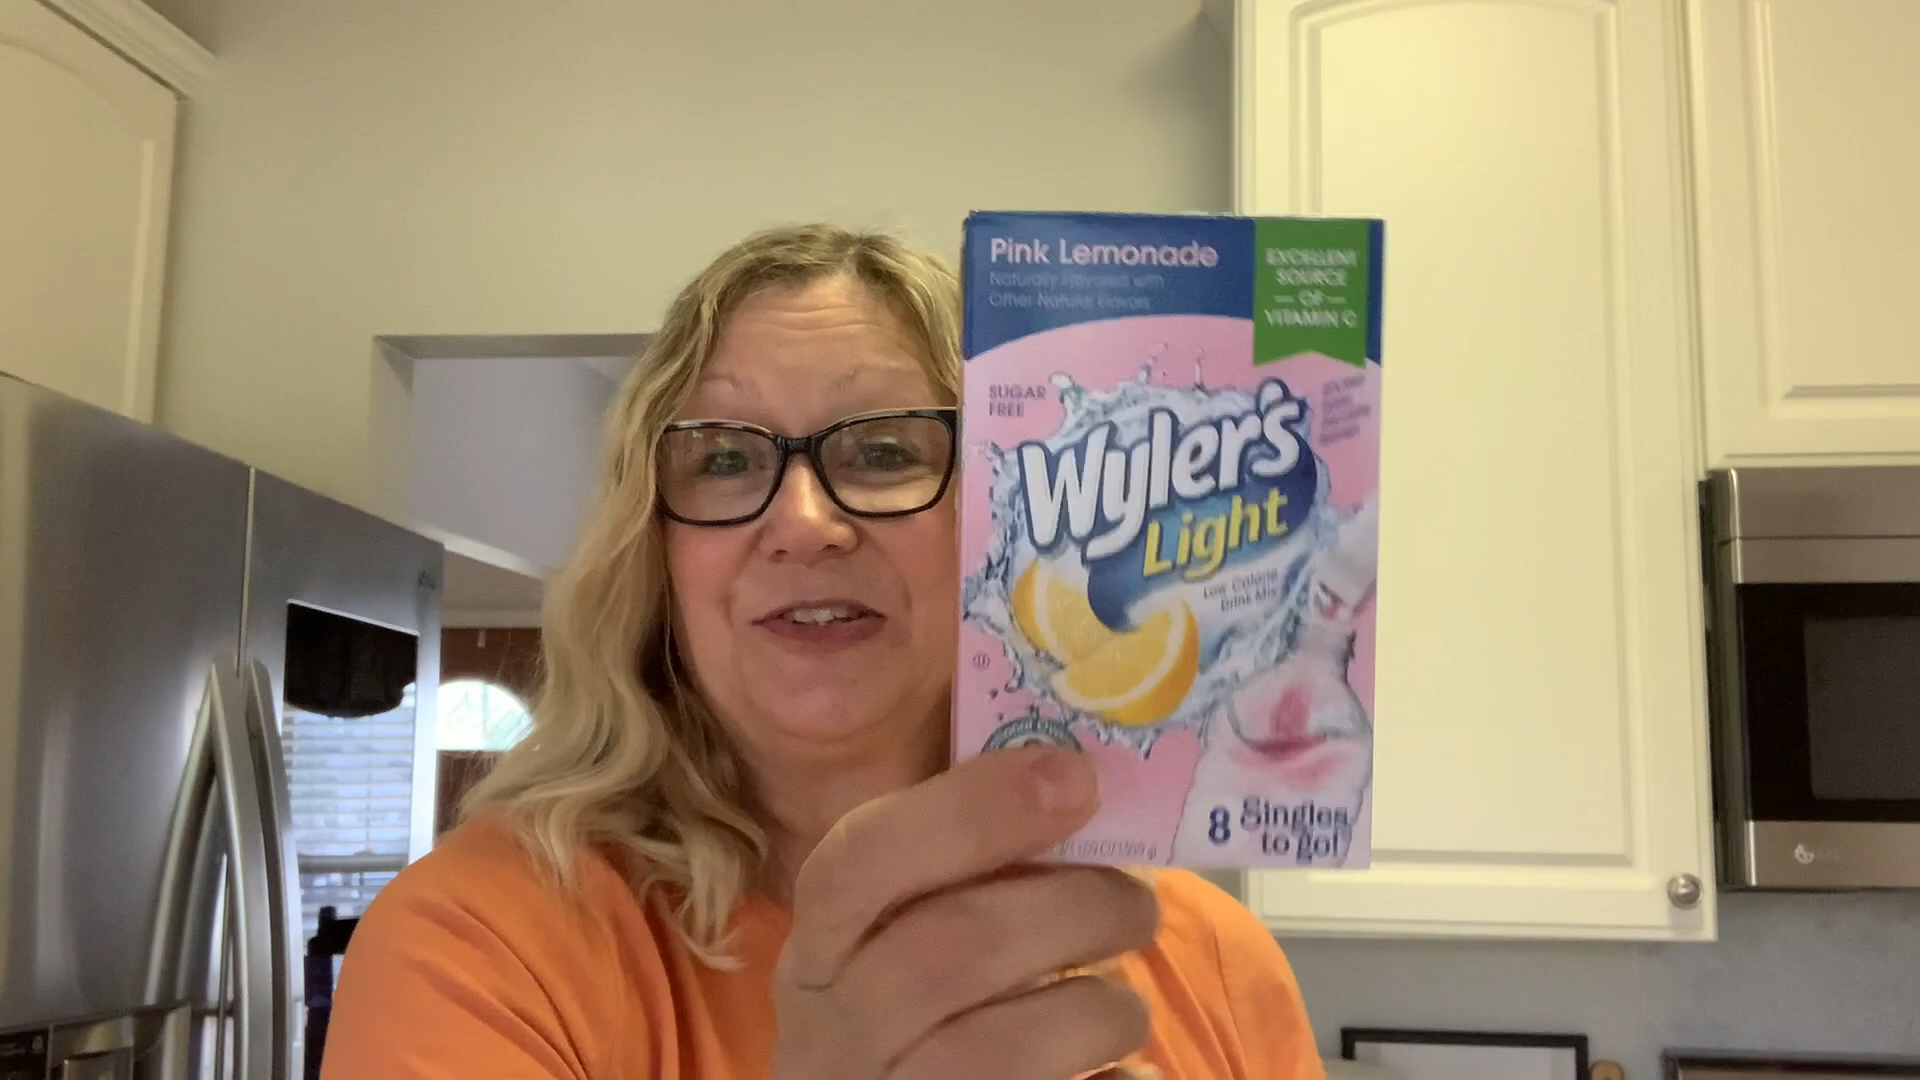 Pink Lemonade
Naturally Flavored with
Other Natural Flavors
EXCELLENT
SOURCE
— OF —
VITAMIN C
SUGAR
FREE
Wyler's
Light
Low Calorie
Drink Mix
8 Singles
to go!